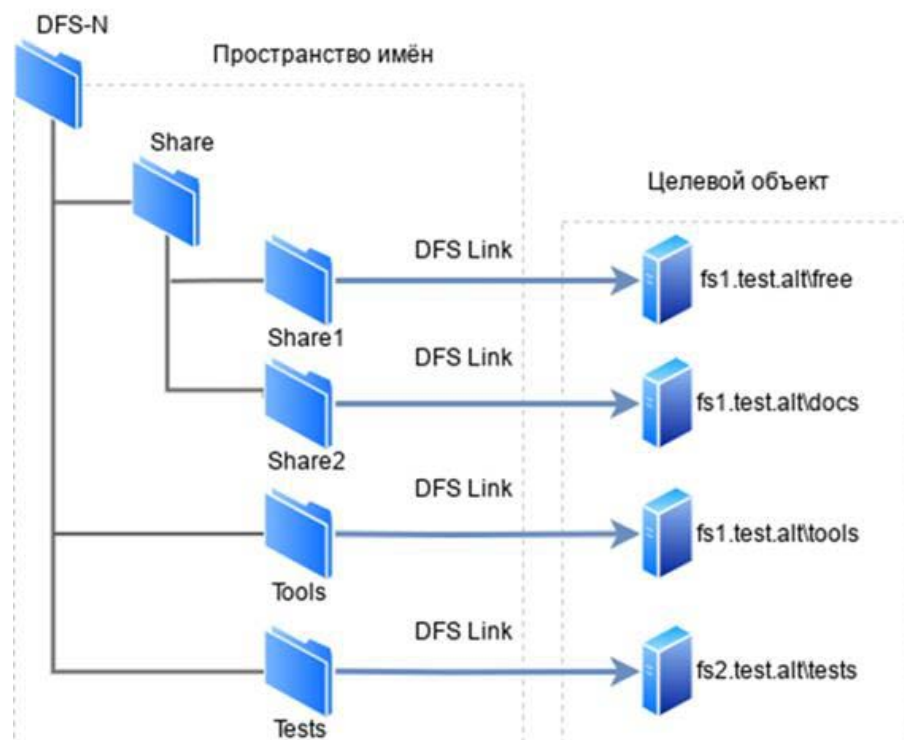 DFS-N
Пространство имён
Share
Целевой объект
DFS Link
fs1.test.alt\free
Share1
DFS Link
fs1.test.alt\docs
Share2
DFS Link
fs1.test.alt\tools
Tools
DFS Link
fs2.test.alt\tests
Tests